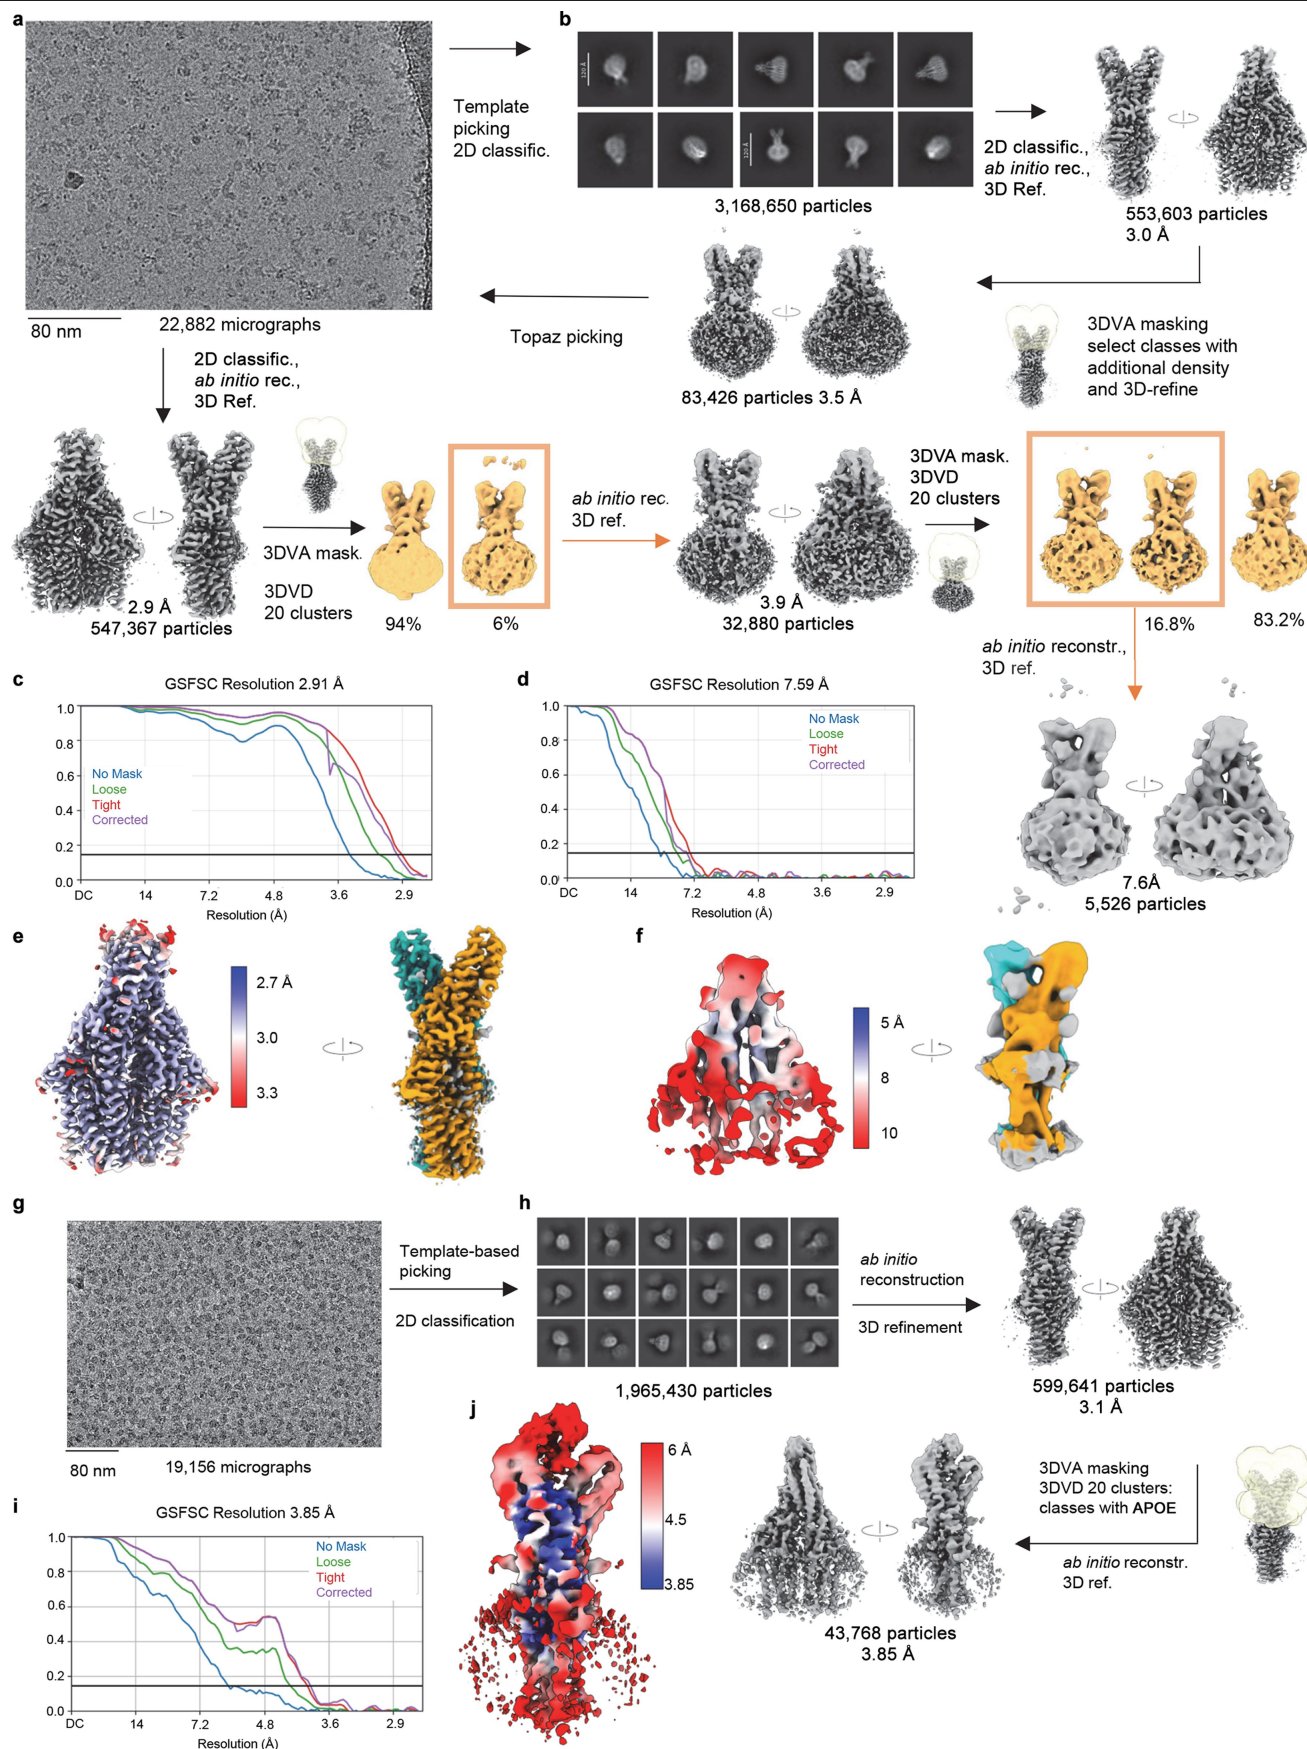 a
Template
picking
2D classific.
80 nm
22,882 micrographs
b
120 Å
120 Å
3,168,650 particles
2D classific.,
ab initio rec.,
3D Ref.
553,603 particles
3.0 Å
3DVA masking
select classes with
additional density
and 3D-refine
83,426 particles 3.5 Å
Topaz picking
2D classific.,
ab initio rec.,
3D Ref.
2.9 Å
547,367 particles
3DVA mask.
3DVD
20 clusters
94%
6%
ab initio rec.
3D ref.
3.9 Å
32,880 particles
3DVA mask.
3DVD
20 clusters
16.8%
83.2%
ab initio reconstr.,
3D ref.
7.6Å
5,526 particles
c
GSFSC Resolution 2.91 Å
1.0
0.8
0.6
0.4
0.2
0.0
No Mask
Loose
Tight
Corrected
DC 14 7.2 4.8 3.6 2.9
Resolution (Å)
d
GSFSC Resolution 7.59 Å
1.0
0.8
0.6
0.4
0.2
0.0
No Mask
Loose
Tight
Corrected
DC 14 7.2 4.8 3.6 2.9
Resolution (Å)
e
2.7 Å
3.0
3.3
f
5 Å
8
10
g
80 nm
19,156 micrographs
Template-based
picking
2D classification
h
1,965,430 particles
ab initio
reconstruction
3D refinement
599,641 particles
3.1 Å
3DVA masking
3DVD 20 clusters:
classes with APOE
ab initio reconstr.
3D ref.
43,768 particles
3.85 Å
i
GSFSC Resolution 3.85 Å
1.0
0.8
0.6
0.4
0.2
0.0
No Mask
Loose
Tight
Corrected
DC 14 7.2 4.8 3.6 2.9
Resolution (Å)
j
6 Å
4.5
3.85